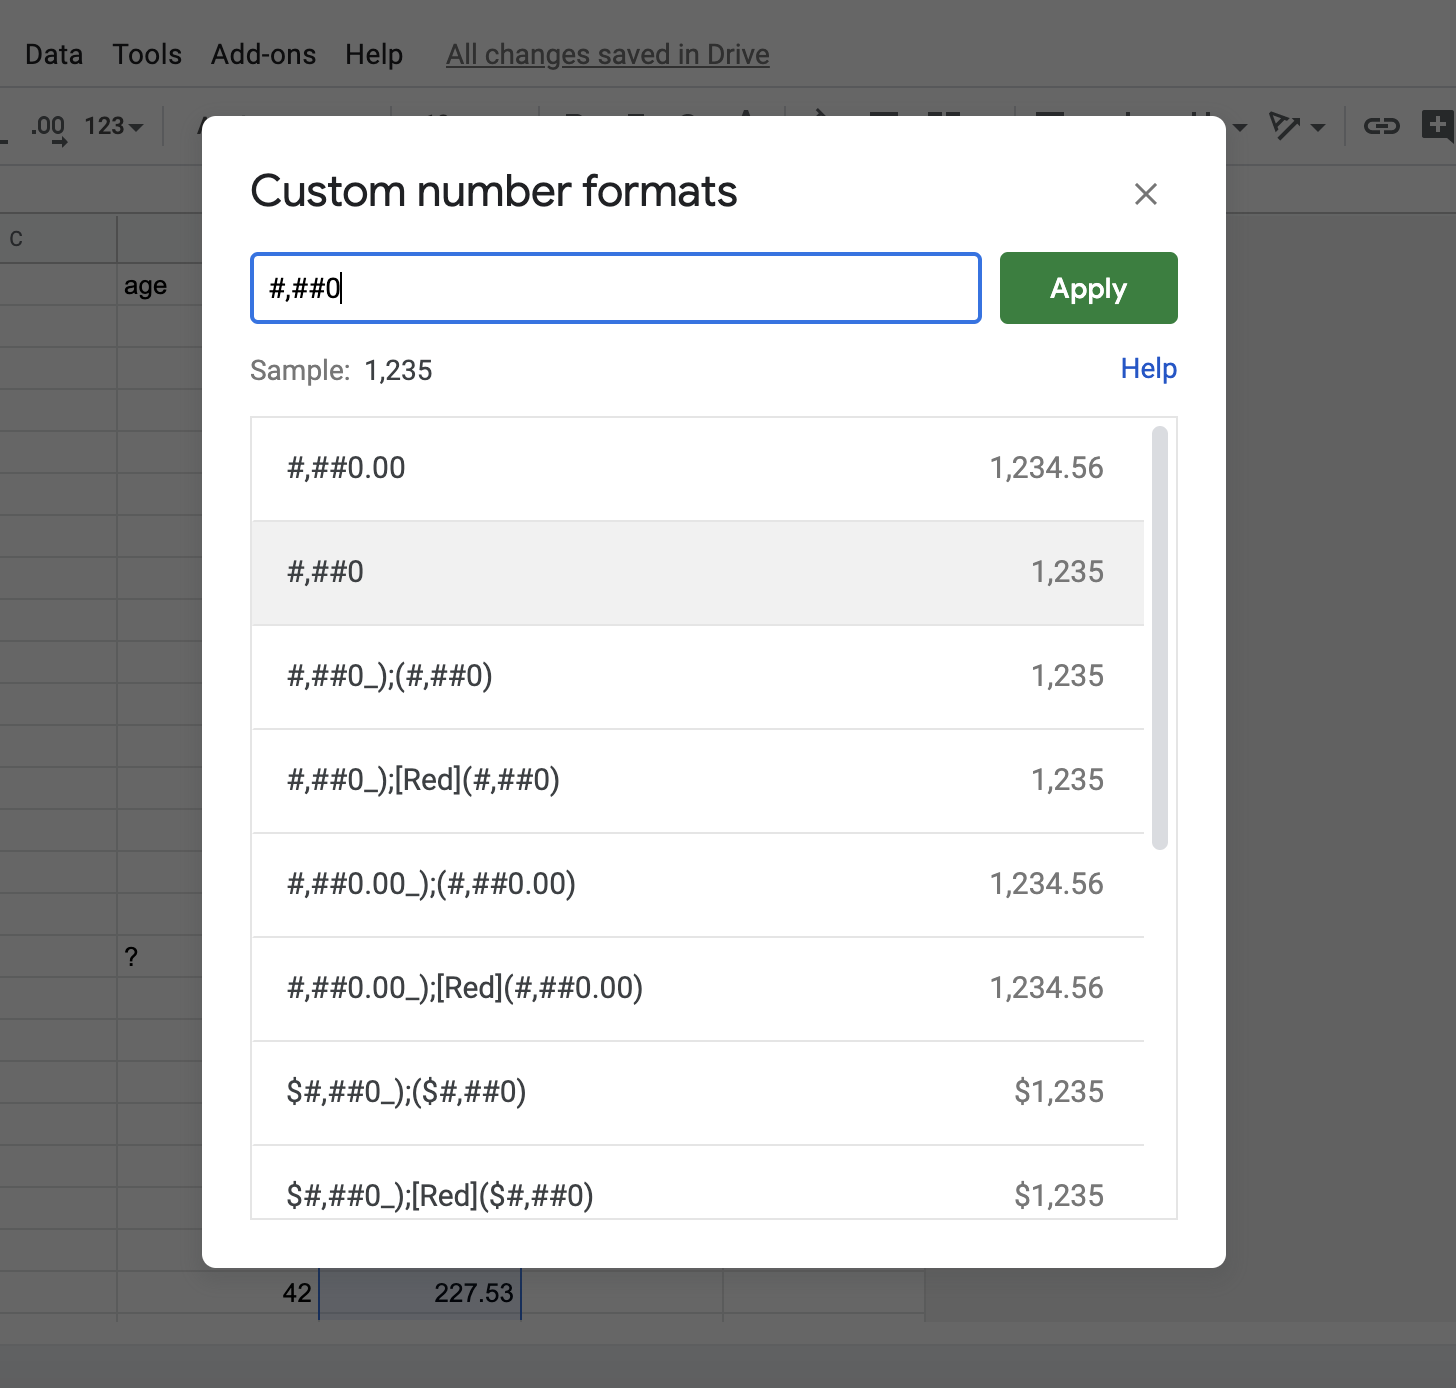 Data Tools Add-ons Help All changes saved in Drive
.00 123
Custom number formats
C
#,##0 Apply
age
Sample: 1,235 Help
#,##0.00 1,234.56
#,##0 1,235
#,##0_);(#,##0) 1,235
#,##0_);[Red](#,##0) 1,235
#,##0.00_);(#,##0.00) 1,234.56
?
#,##0.00_);[Red](#,##0.00) 1,234.56
$#,##0_);($#,##0) $1,235
$#,##0_);[Red]($#,##0) $1,235
42 227.53